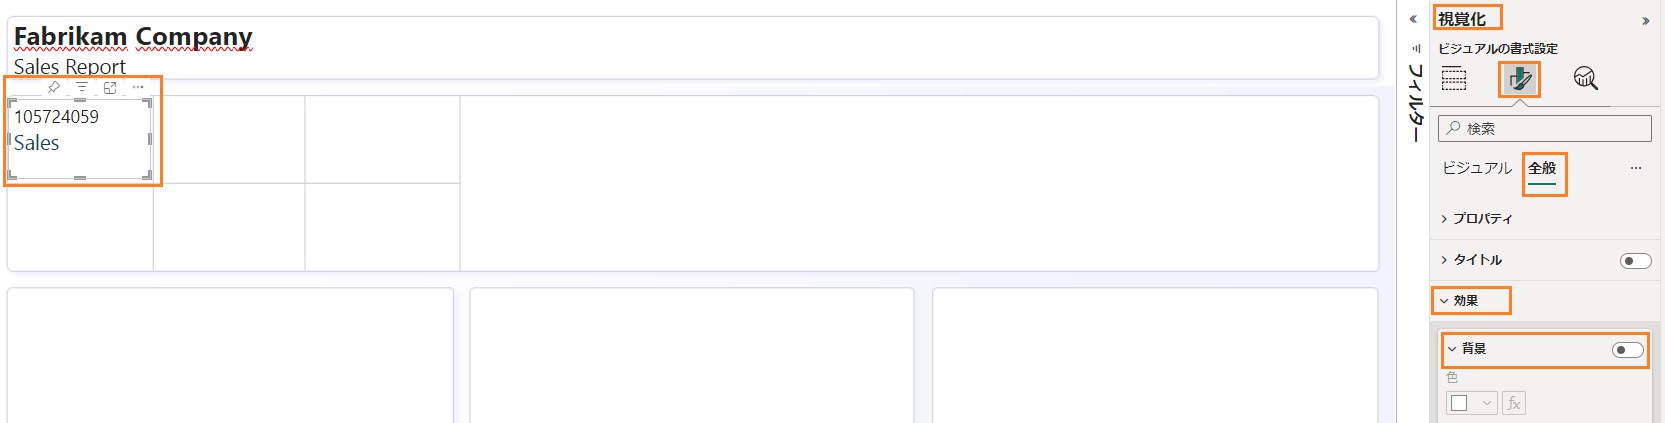 Fabrikam Company
Sales Report
105724059
Sales
フィルター
視覚化
ビジュアルの書式設定
検索
ビジュアル 全般
プロパティ
タイトル
効果
背景
色
fx